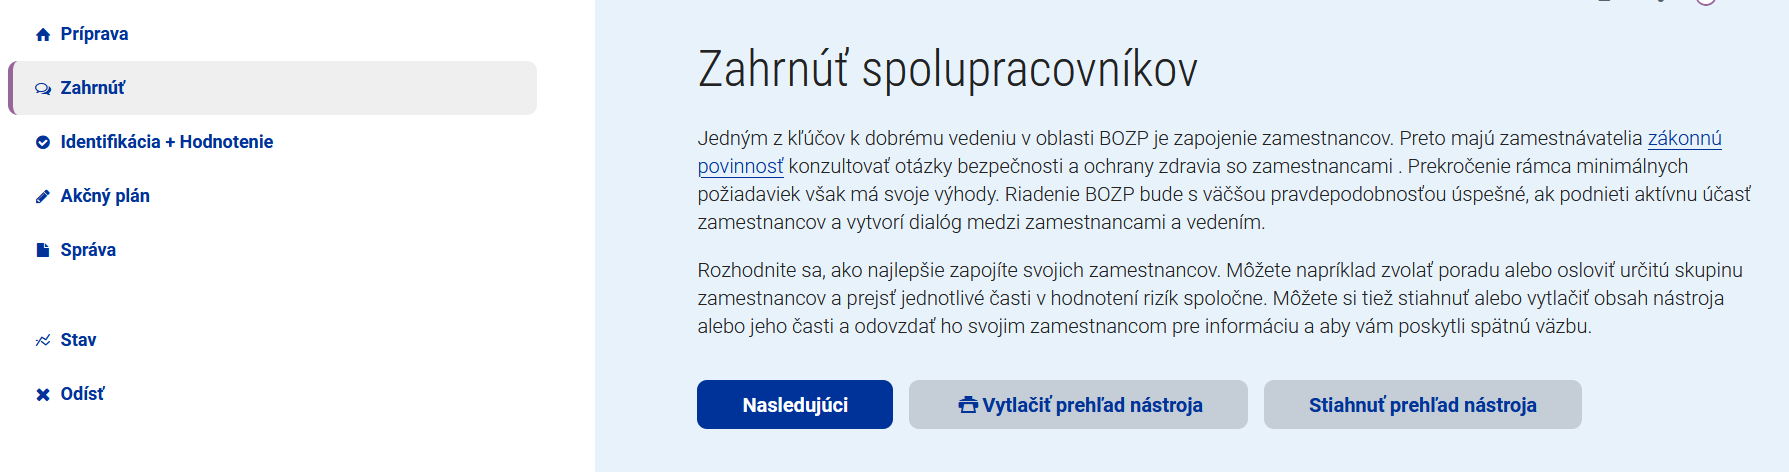 Príprava
Zahrnúť
Identifikácia + Hodnotenie
Akčný plán
Správa
Stav
Odísť
Zahrnúť spolupracovníkov
Jedným z kľúčov k dobrému vedeniu v oblasti BOZP je zapojenie zamestnancov. Preto majú zamestnávatelia zákonnú
povinnosť konzultovať otázky bezpečnosti a ochrany zdravia so zamestnancami . Prekročenie rámca minimálnych
požiadaviek však má svoje výhody. Riadenie BOZP bude s väčšou pravdepodobnosťou úspešné, ak podnieti aktívnu účasť
zamestnancov a vytvorí dialóg medzi zamestnancami a vedením.
Rozhodnite sa, ako najlepšie zapojíte svojich zamestnancov. Môžete napríklad zvolať poradu alebo osloviť určitú skupinu
zamestnancov a prejsť jednotlivé časti v hodnotení rizík spoločne. Môžete si tiež stiahnuť alebo vytlačiť obsah nástroja
alebo jeho časti a odovzdať ho svojim zamestnancom pre informáciu a aby vám poskytli spätnú väzbu.
Nasledujúci
Vytlačiť prehľad nástroja
Stiahnuť prehľad nástroja